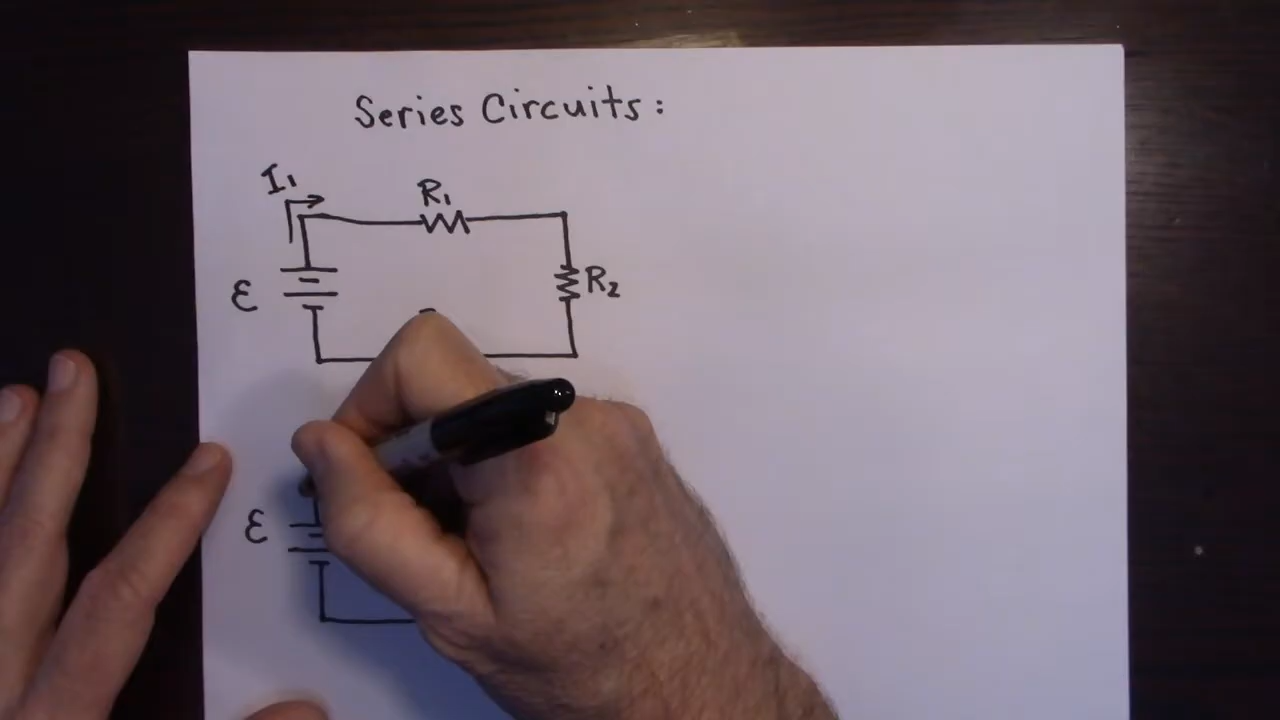 Series Circuits:
I₁
R₁
ε
R₂
ε